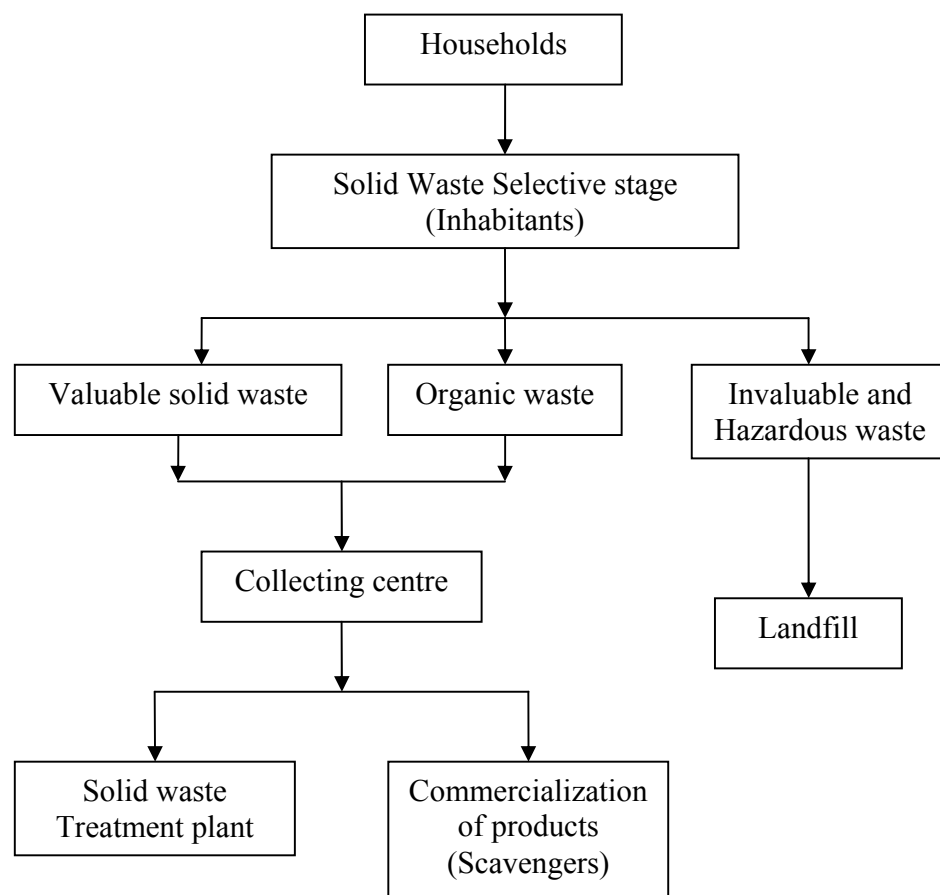 Households
Solid Waste Selective stage
(Inhabitants)
Valuable solid waste
Organic waste
Invaluable and
Hazardous waste
Collecting centre
Landfill
Solid waste
Treatment plant
Commercialization
of products
(Scavengers)